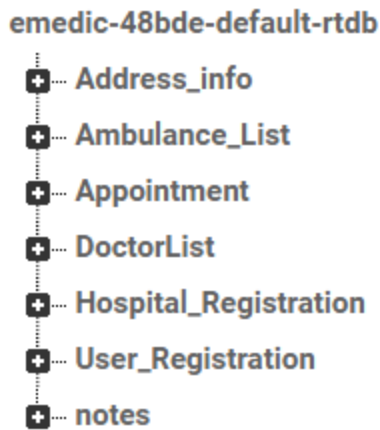 emedic-48bde-default-rtdb
Address_info
Ambulance_List
Appointment
DoctorList
Hospital_Registration
User_Registration
notes